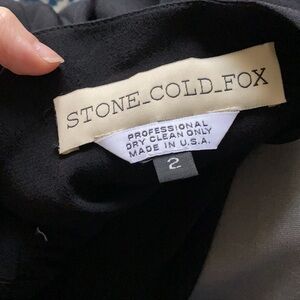 STONE_COLD_FOX
PROFESSIONAL
DRY CLEAN ONLY
MADE IN U.S.A.
2